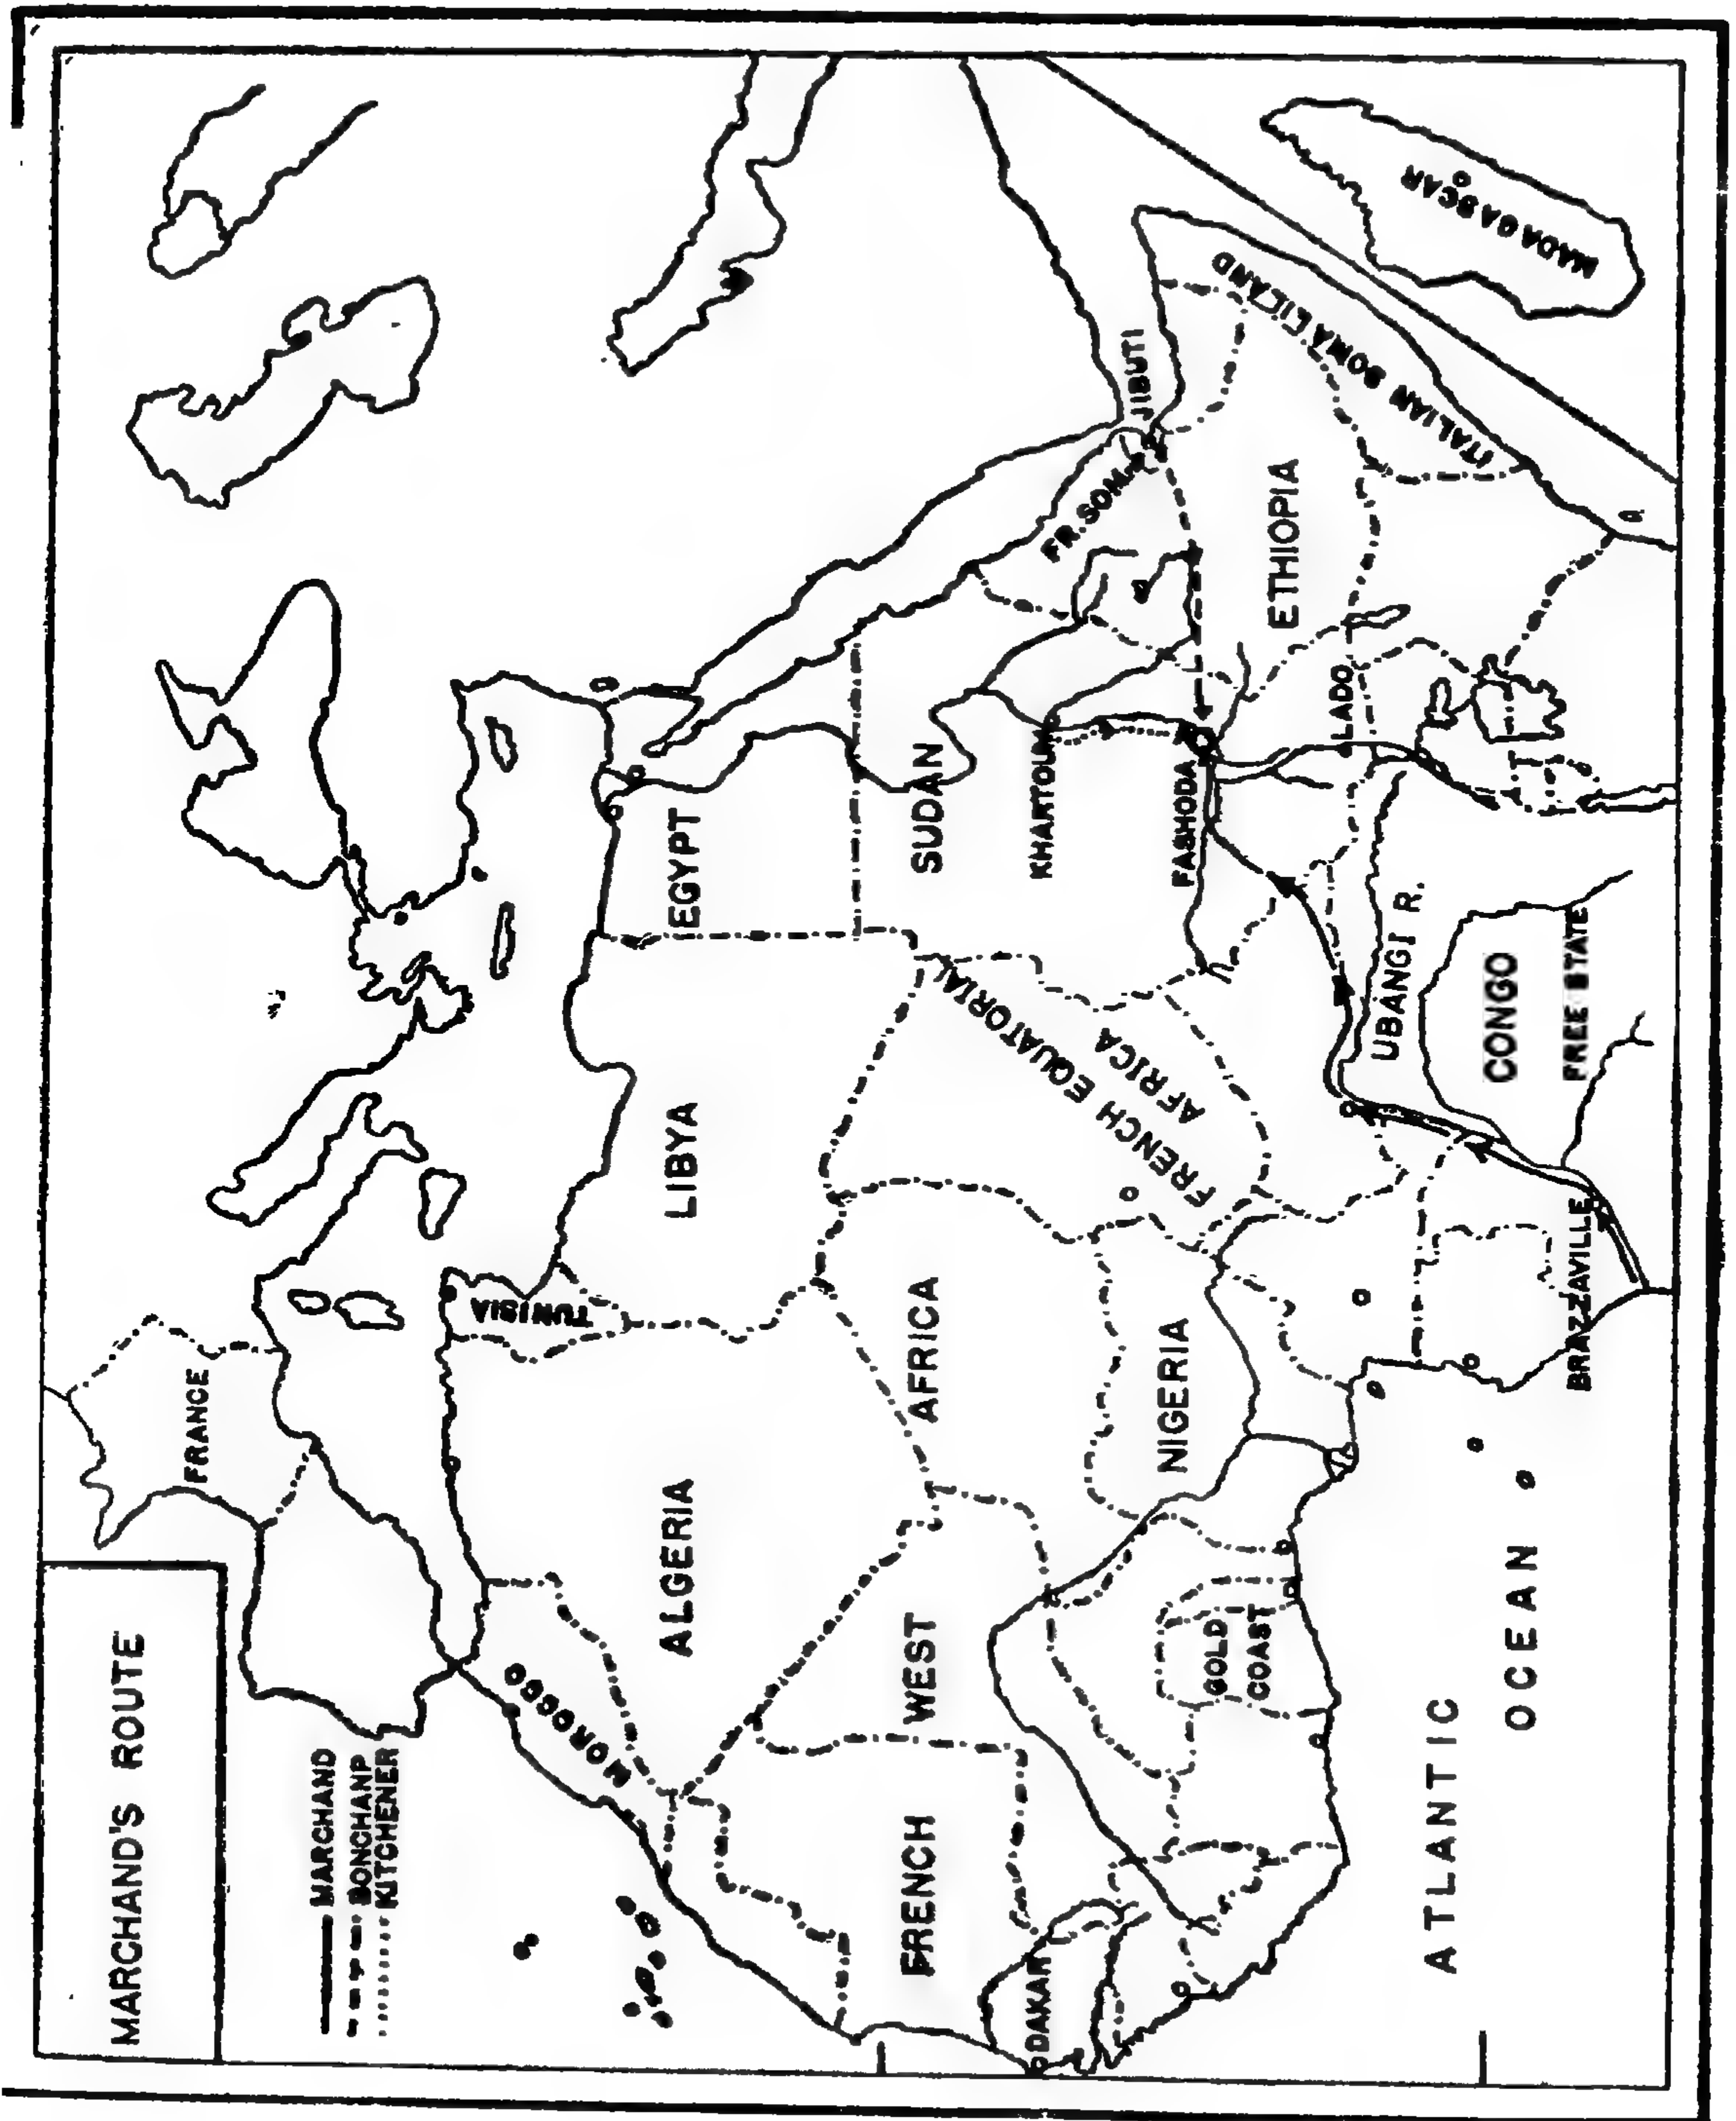 MARCHAND'S ROUTE
MARCHAND
BONCHAMP
KITCHENER
FRANCE
MOROCCO
ALGERIA
TUNISIA
LIBYA
EGYPT
FRENCH WEST AFRICA
FRENCH EQUATORIAL
AFRICA
SUDAN
KHARTOUM
FASHODA
FR. SOM.
JIBUTI
ETHIOPIA
ITALIAN SOMALILAND
LADO
DAKAR
GOLD
COAST
NIGERIA
UBANGI R.
CONGO
FREE STATE
BRAZZAVILLE
MADAGASCAR
ATLANTIC
OCEAN